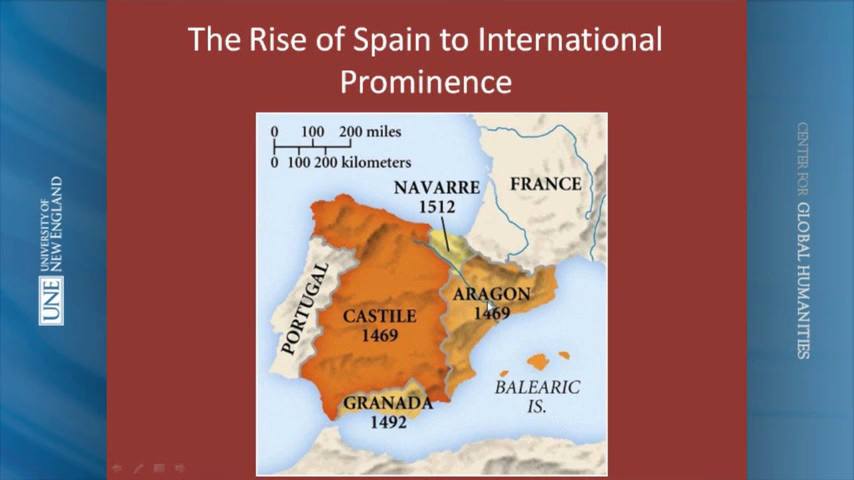 The Rise of Spain to International
Prominence
0 100 200 miles
0 100 200 kilometers
NAVARRE
1512
FRANCE
PORTUGAL
CASTILE
1469
ARAGON
1469
BALEARIC
IS.
GRANADA
1492
UNE
UNIVERSITY OF
NEW ENGLAND
CENTER FOR GLOBAL HUMANITIES